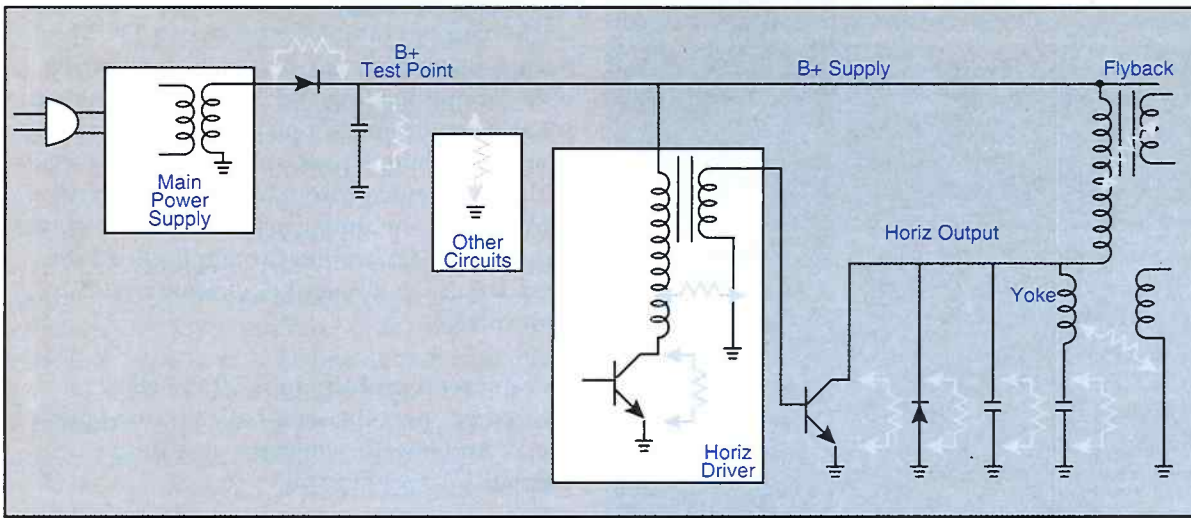 B+
Test Point
B+ Supply
Flyback
Main
Power
Supply
Other
Circuits
Horiz Output
Yoke
Horiz
Driver